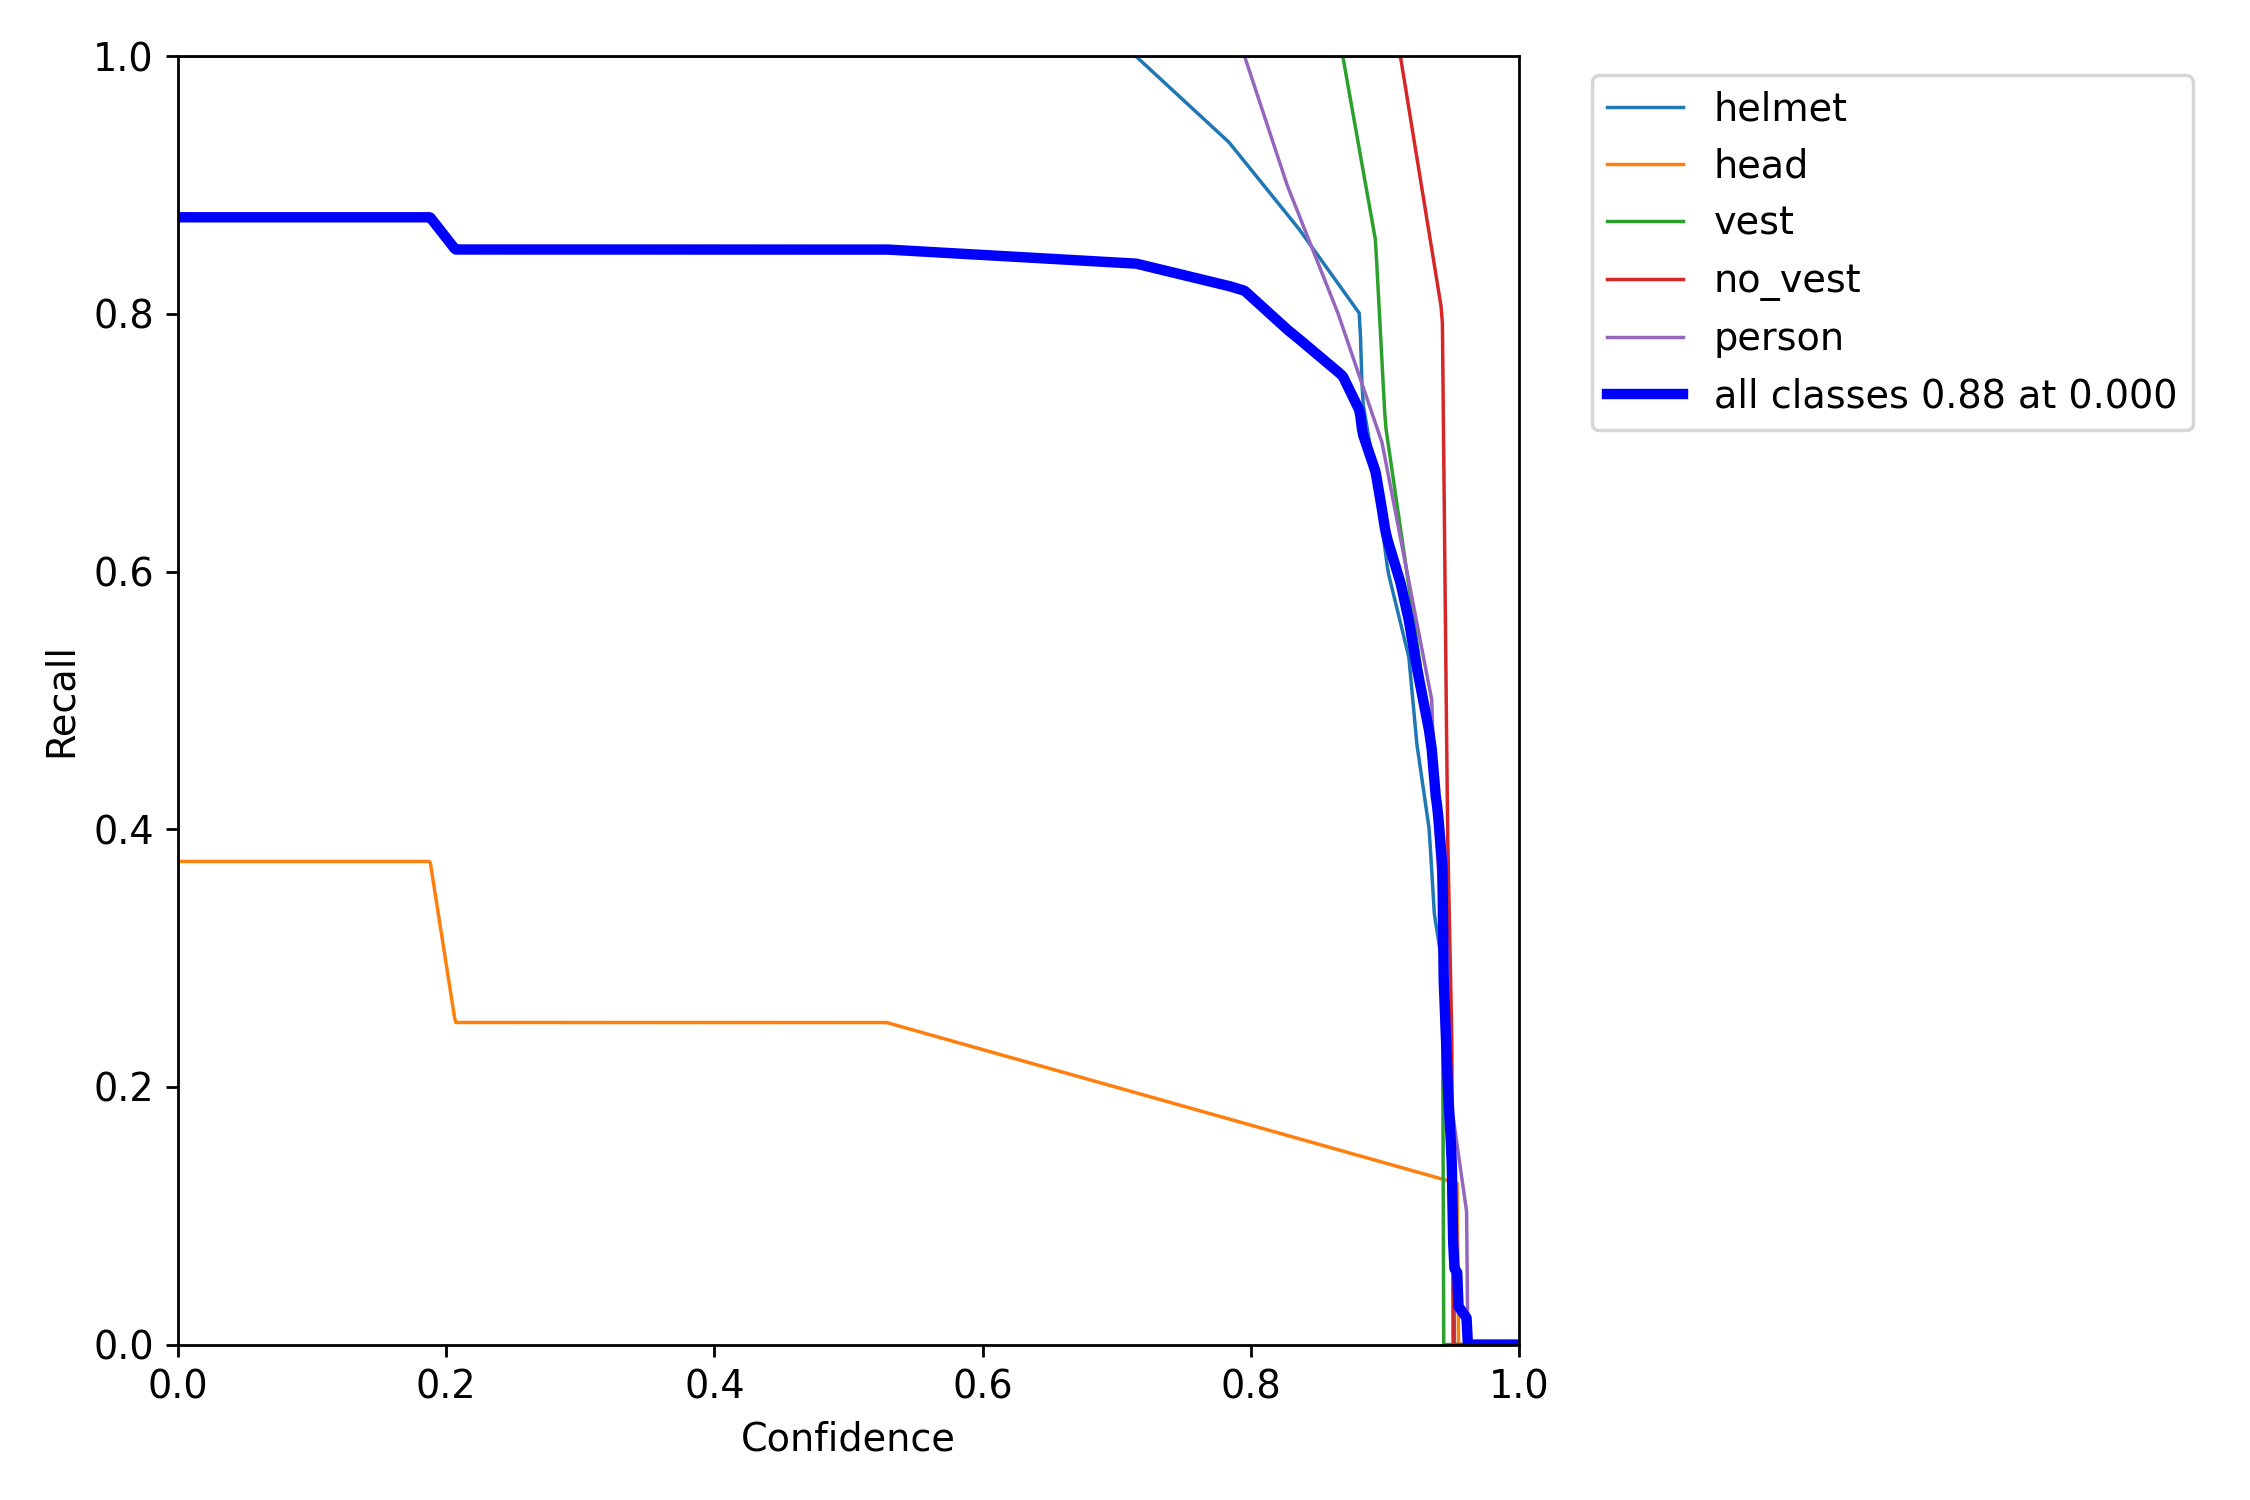 1.0
0.8
0.6
0.4
0.2
0.0
Recall
0.0 0.2 0.4 0.6 0.8 1.0
Confidence
helmet
head
vest
no_vest
person
all classes 0.88 at 0.000